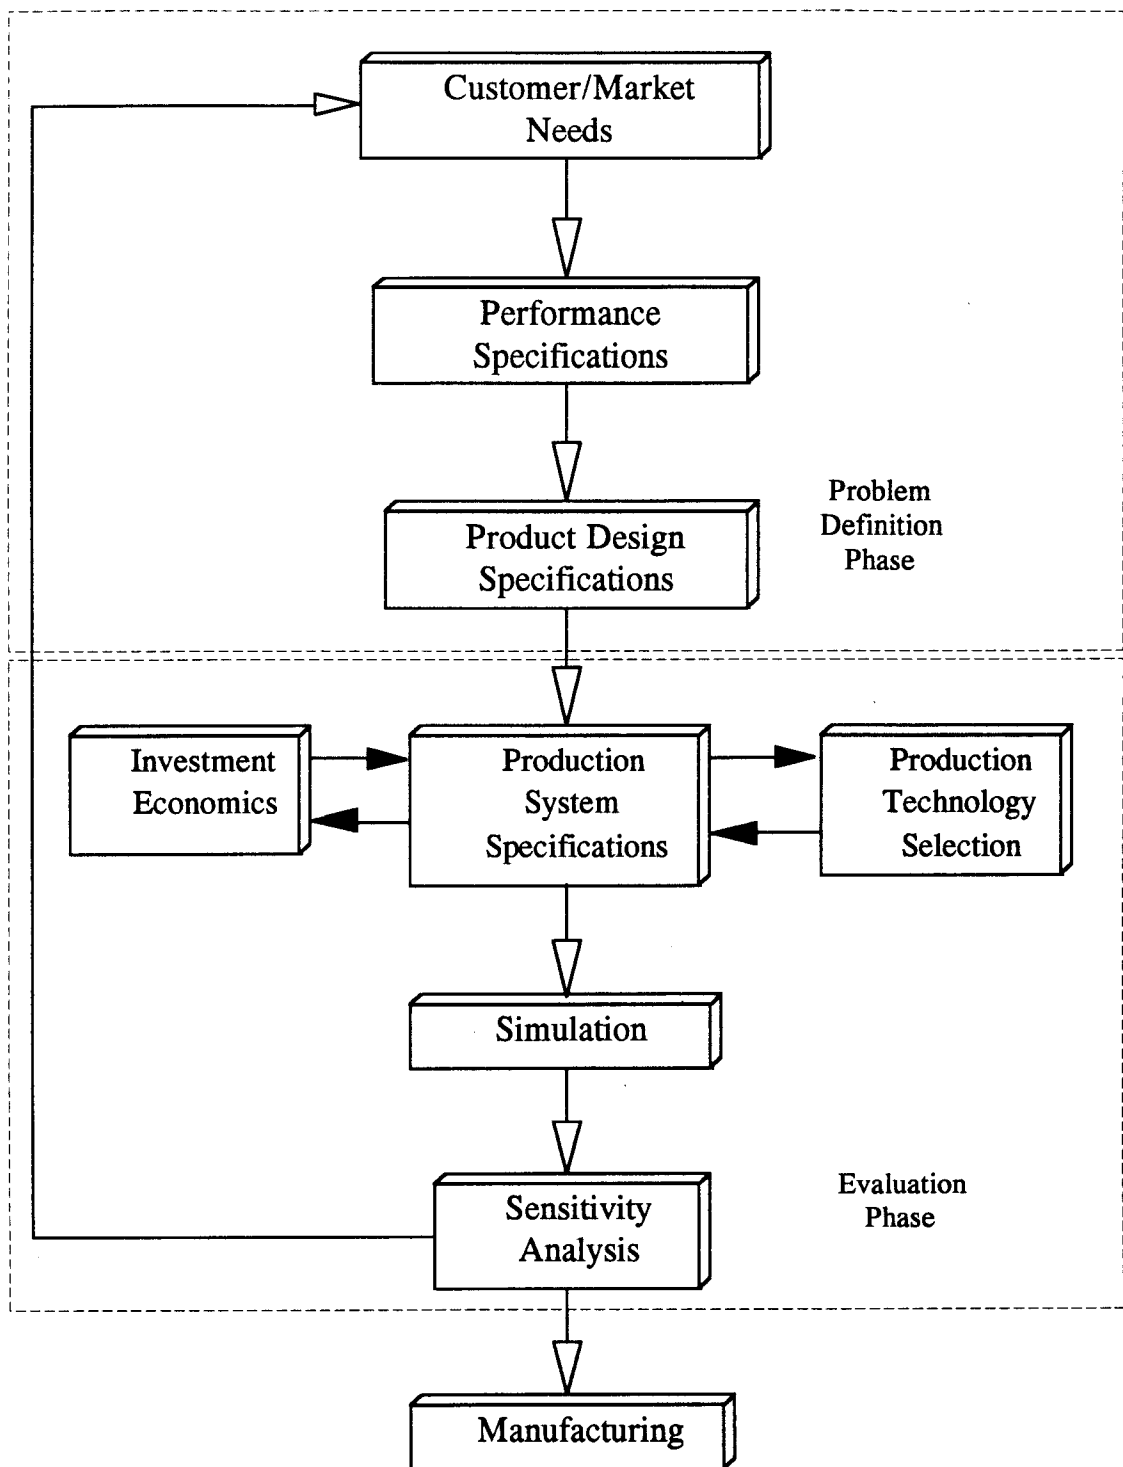 Customer/Market
Needs
Performance
Specifications
Product Design
Specifications
Problem
Definition
Phase
Investment
Economics
Production
System
Specifications
Production
Technology
Selection
Simulation
Sensitivity
Analysis
Evaluation
Phase
Manufacturing